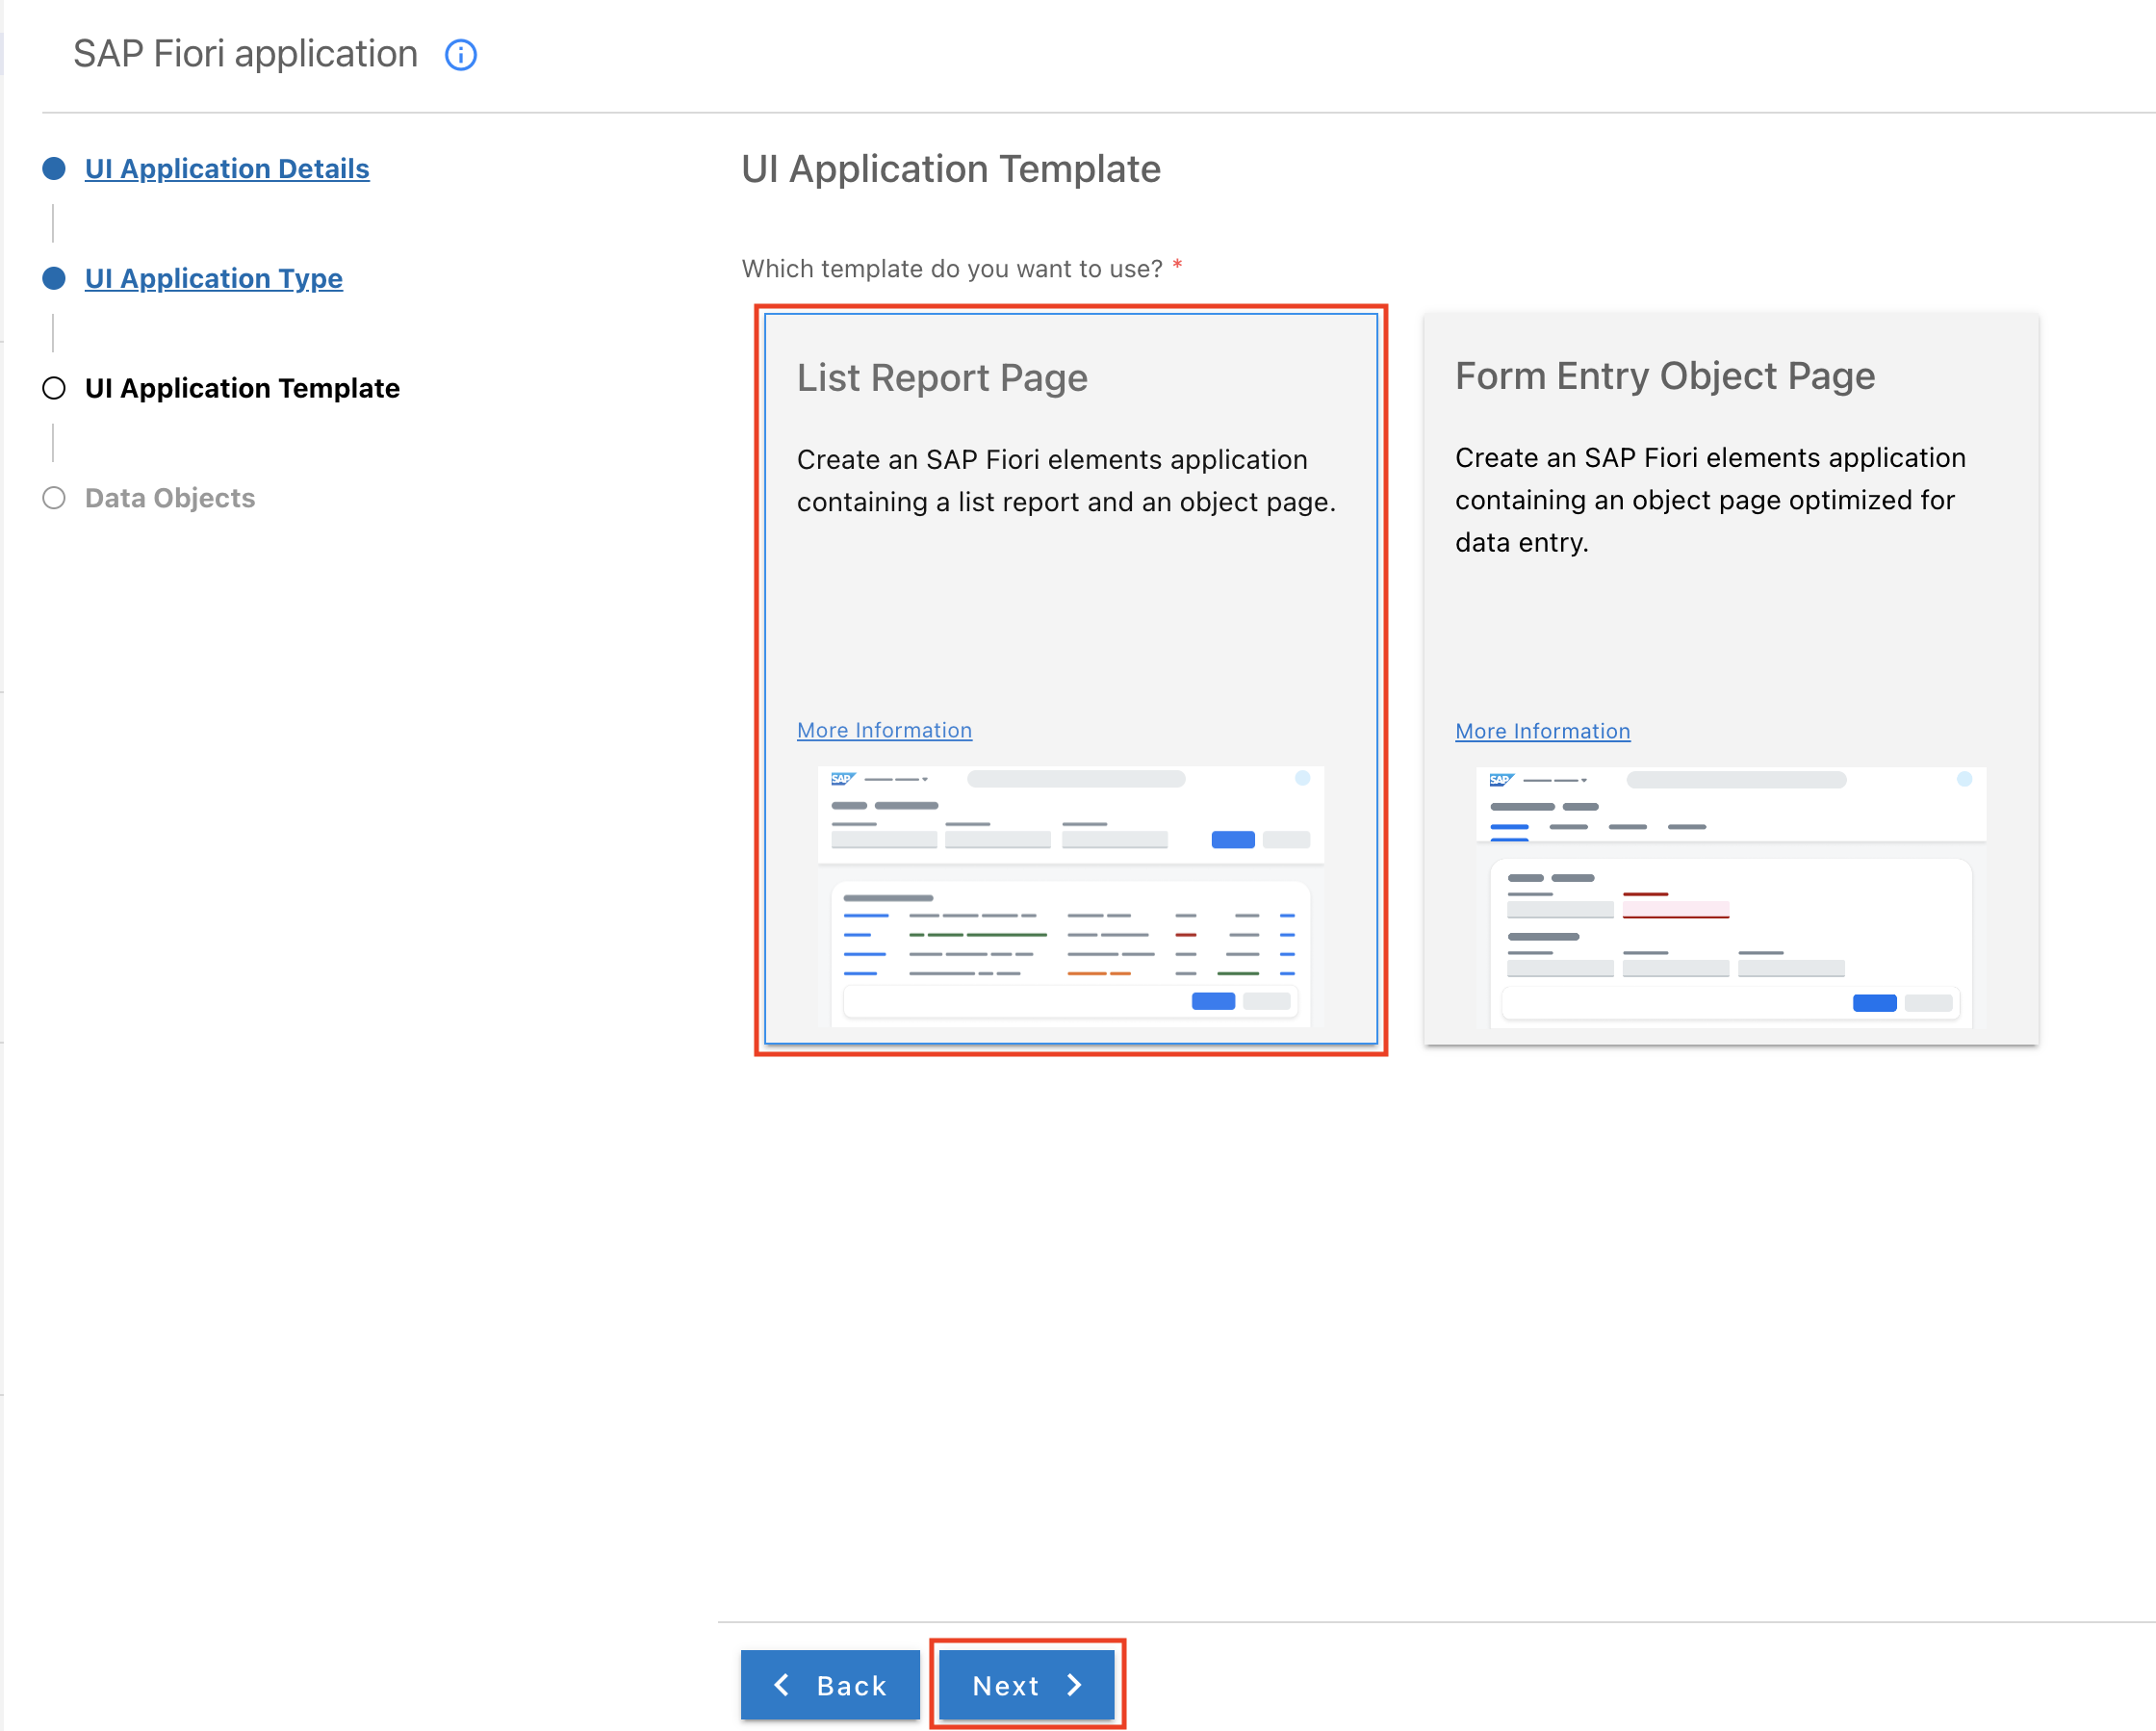 SAP Fiori application
UI Application Details
UI Application Type
UI Application Template
Data Objects
UI Application Template
Which template do you want to use? *
List Report Page
Create an SAP Fiori elements application
containing a list report and an object page.
More Information
SAP
Form Entry Object Page
Create an SAP Fiori elements application
containing an object page optimized for
data entry.
More Information
SAP
Back
Next